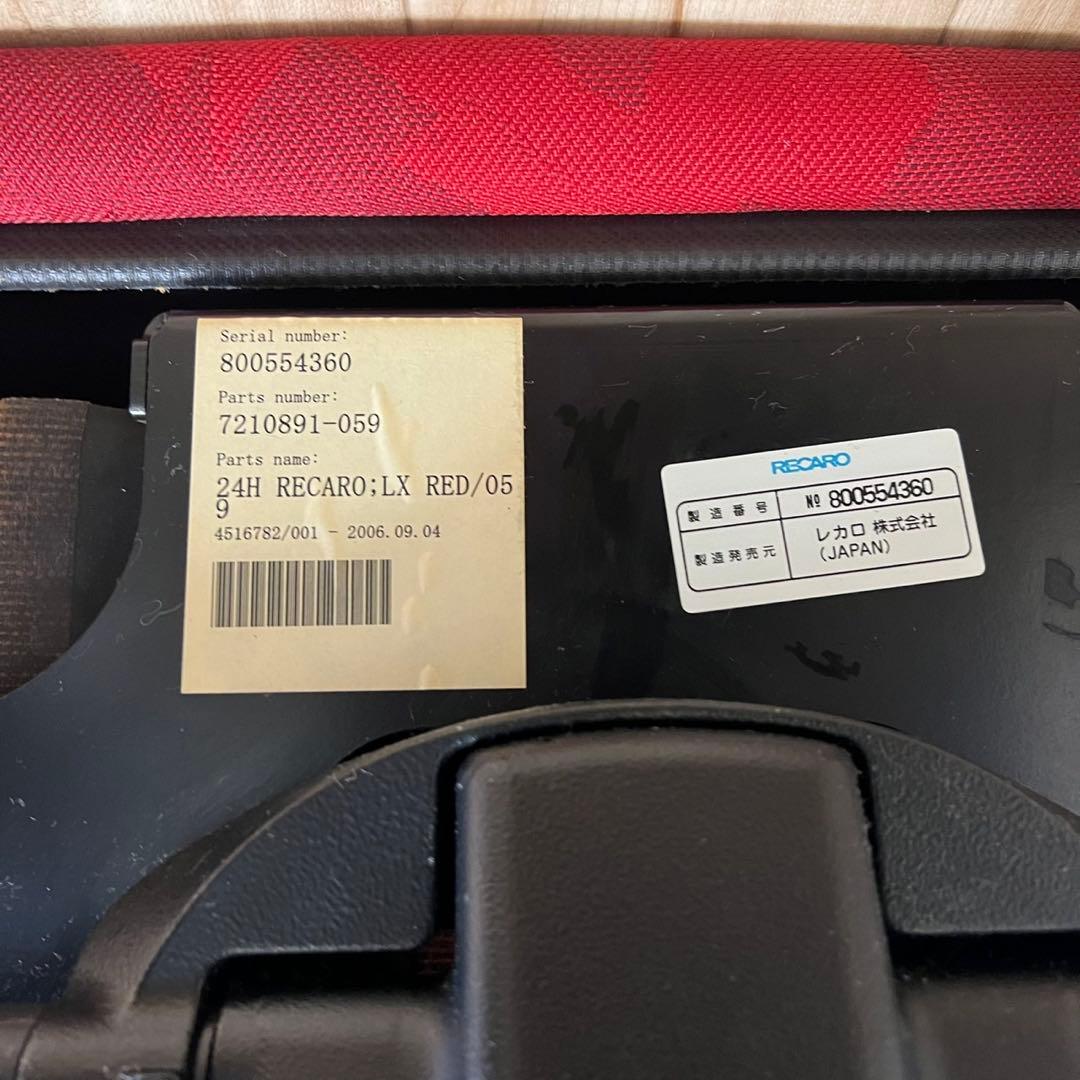 Serial number:
800554360
Parts number:
7210891-059
Parts name:
24H RECARO;LX RED/05
9
4516782/001 - 2006.09.04
RECARO
製造番号 № 800554360
製造発売元 レカロ 株式会社
(JAPAN)